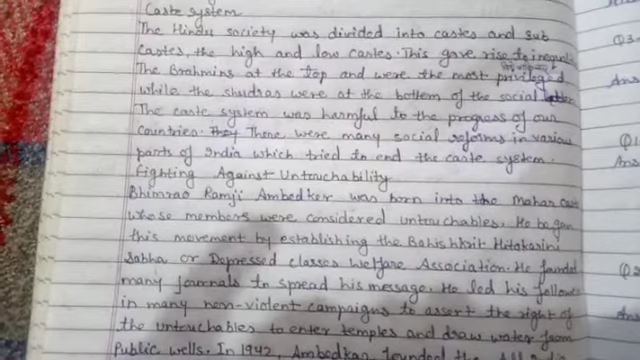 Caste system
The Hindu society was divided into castes and sub
castes, the high and low castes. This gave rise to
The Brahmins at the top and were the most privileged
while the shudras were at the bottom of the social
The caste system was harmful to the progress of our
countries. They There were many social reforms in various
parts of India which tried to end the caste system.
Fighting Against Untouchability
Bhimrao Ramji Ambedker was born into the Mahar caste
whose members were considered untouchables. He began
this movement by establishing the Bahishkrit Hitakarini
Sabha or Depressed classes Welfare Association. He founded
many journals to spread his message. He led his
in many non-violent campaigns to assert the right of
the untouchables to enter temples and draw water from
public wells. In 1942, Ambedkar founded the All
Q3-
Ans
Q1
Ans
Q2
Ans